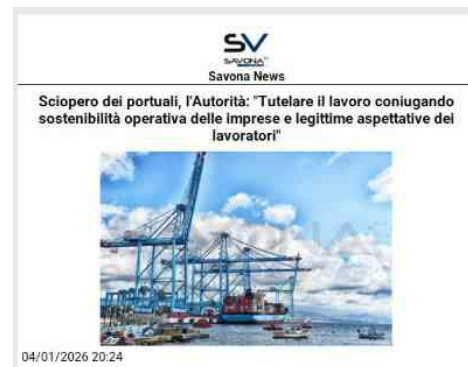 SV
SAVONA
Savona News
Sciopero dei portuali, l'Autorità: "Tutelare il lavoro coniugando
sostenibilità operativa delle imprese e legittime aspettative dei
lavoratori"
SAVONA
04/01/2026 20:24